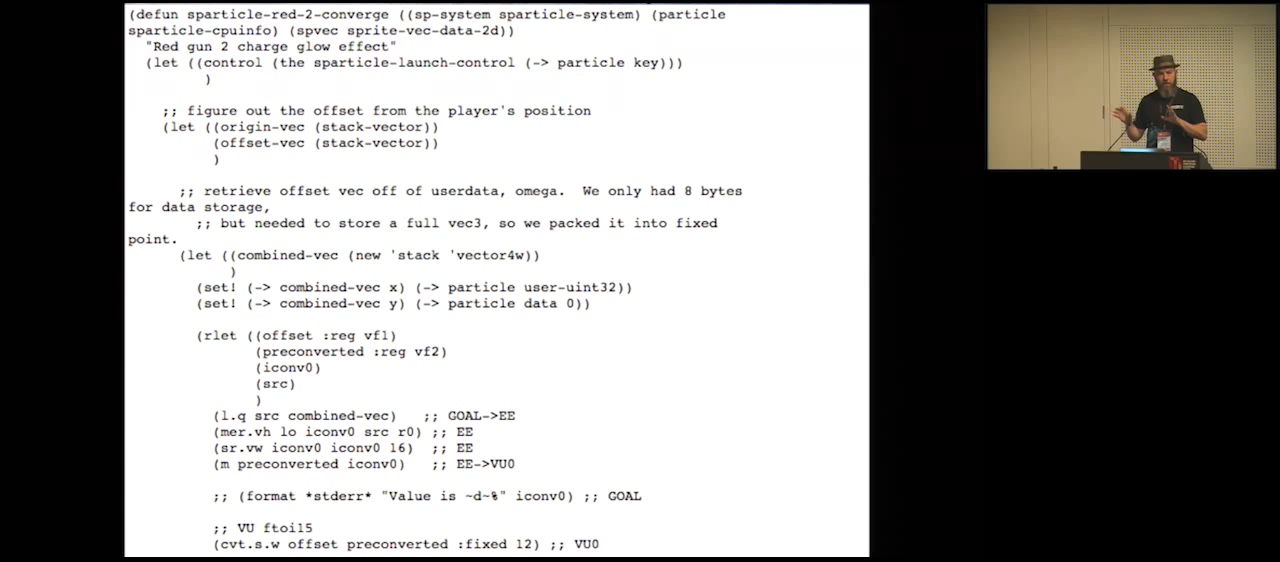 (defun sparticle-red-2-converge ((sp-system sparticle-system) (particle
sparticle-cpuinfo) (spvec sprite-vec-data-2d))
"Red gun 2 charge glow effect"
(let ((control (the sparticle-launch-control (-> particle key)))
)
;; figure out the offset from the player's position
(let ((origin-vec (stack-vector))
(offset-vec (stack-vector))
)
;; retrieve offset vec off of userdata, omega.  We only had 8 bytes
for data storage,
;; but needed to store a full vec3, so we packed it into fixed
point.
(let ((combined-vec (new 'stack 'vector4w))
)
(set! (-> combined-vec x) (-> particle user-uint32))
(set! (-> combined-vec y) (-> particle data 0))
(rlet ((offset :reg vf1)
(preconverted :reg vf2)
(iconv0)
(src)
)
(l.q src combined-vec)   ;; GOAL->EE
(mer.vh lo iconv0 src r0) ;; EE
(sr.vw iconv0 iconv0 16)  ;; EE
(m preconverted iconv0)   ;; EE->VU0
;; (format *stderr* "Value is ~d~%" iconv0) ;; GOAL
;; VU ftoi15
(cvt.s.w offset preconverted :fixed 12) ;; VU0